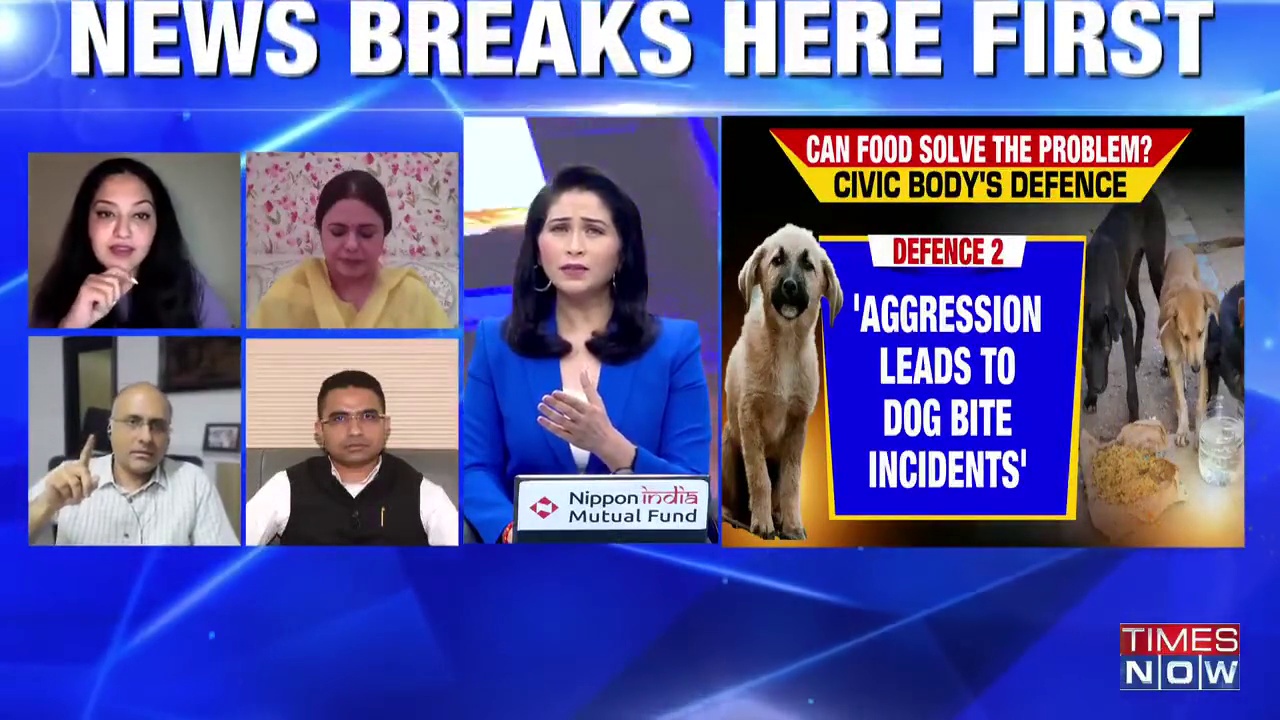 NEWS BREAKS HERE FIRST
CAN FOOD SOLVE THE PROBLEM?
CIVIC BODY'S DEFENCE
DEFENCE 2
'AGGRESSION
LEADS TO
DOG BITE
INCIDENTS'
Nippon india
Mutual Fund
TIMES
NOW